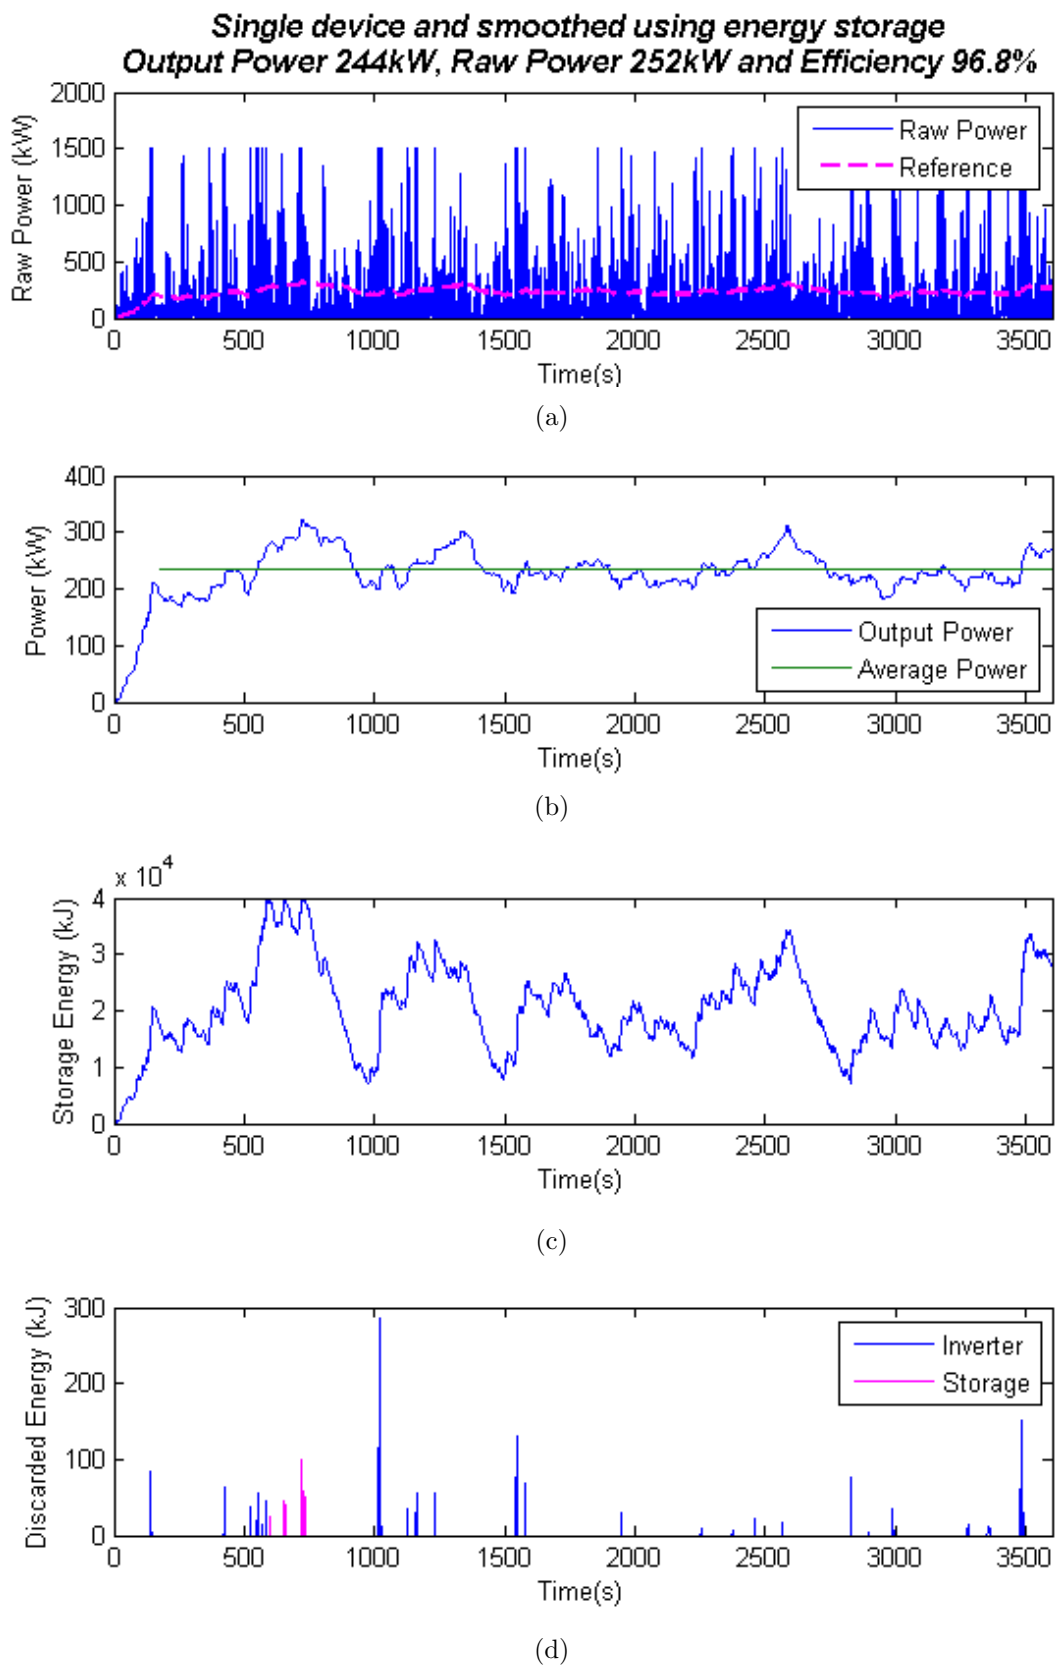 Single device and smoothed using energy storage
Output Power 244kW, Raw Power 252kW and Efficiency 96.8%
Raw Power (kW)
2000
1500
1000
500
0
Raw Power
Reference
0 500 1000 1500 2000 2500 3000 3500
Time(s)
(a)
Power (kW)
400
300
200
100
0
Output Power
Average Power
0 500 1000 1500 2000 2500 3000 3500
Time(s)
(b)
x 10^4
Storage Energy (kJ)
4
3
2
1
0
0 500 1000 1500 2000 2500 3000 3500
Time(s)
(c)
Discarded Energy (kJ)
300
200
100
0
Inverter
Storage
0 500 1000 1500 2000 2500 3000 3500
Time(s)
(d)